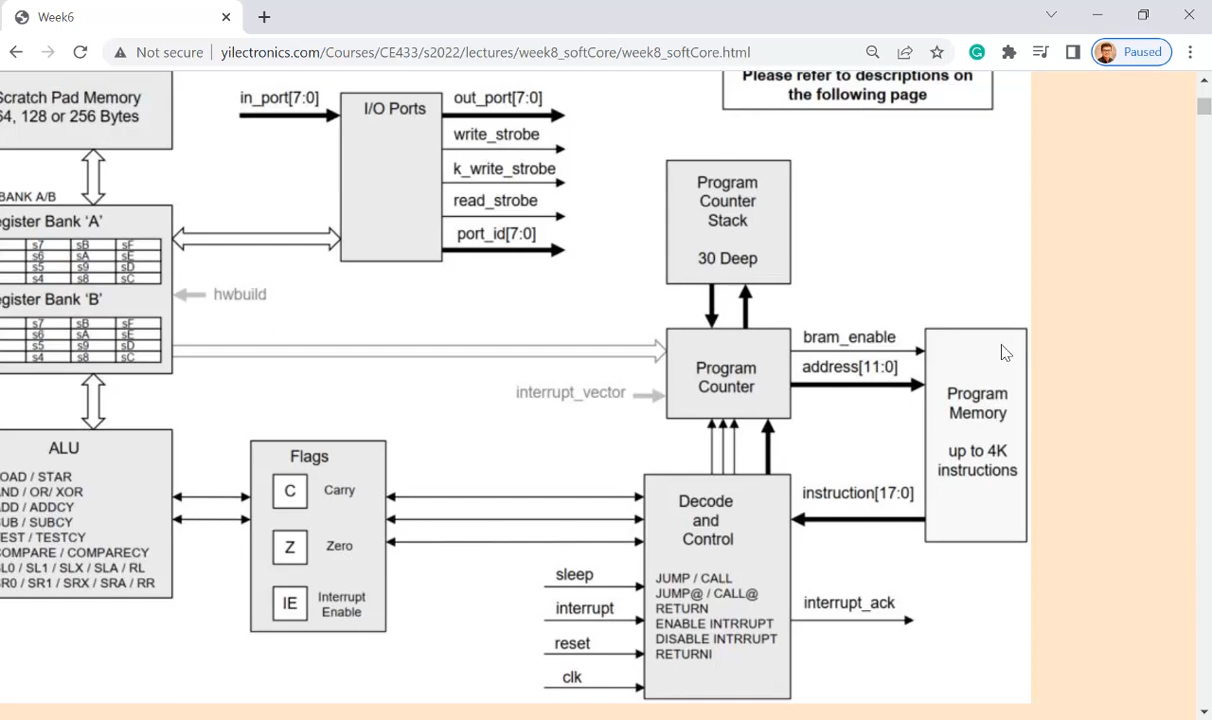 Week6
Not secure
yilectronics.com/Courses/CE433/s2022/lectures/week8_softCore/week8_softCore.html
Paused
Please refer to descriptions on
the following page
Scratch Pad Memory
64, 128 or 256 Bytes
in_port[7:0]
I/O Ports
out_port[7:0]
write_strobe
k_write_strobe
read_strobe
port_id[7:0]
BANK A/B
egister Bank ‘A’
s7 sB sF
s6 sA sE
s5 s9 sD
s4 s8 sC
hwbuild
egister Bank ‘B’
s7 sB sF
s6 sA sE
s5 s9 sD
s4 s8 sC
Program
Counter
Stack
30 Deep
Program
Counter
interrupt_vector
bram_enable
address[11:0]
Program
Memory
up to 4K
instructions
instruction[17:0]
ALU
OAD / STAR
AND / OR/ XOR
ADD / ADDCY
SUB / SUBCY
TEST / TESTCY
COMPARE / COMPARECY
SL0 / SL1 / SLX / SLA / RL
SR0 / SR1 / SRX / SRA / RR
Flags
C Carry
Z Zero
IE Interrupt
Enable
Decode
and
Control
JUMP / CALL
JUMP@ / CALL@
RETURN
ENABLE INTRRUPT
DISABLE INTRRUPT
RETURNI
sleep
interrupt
reset
clk
interrupt_ack